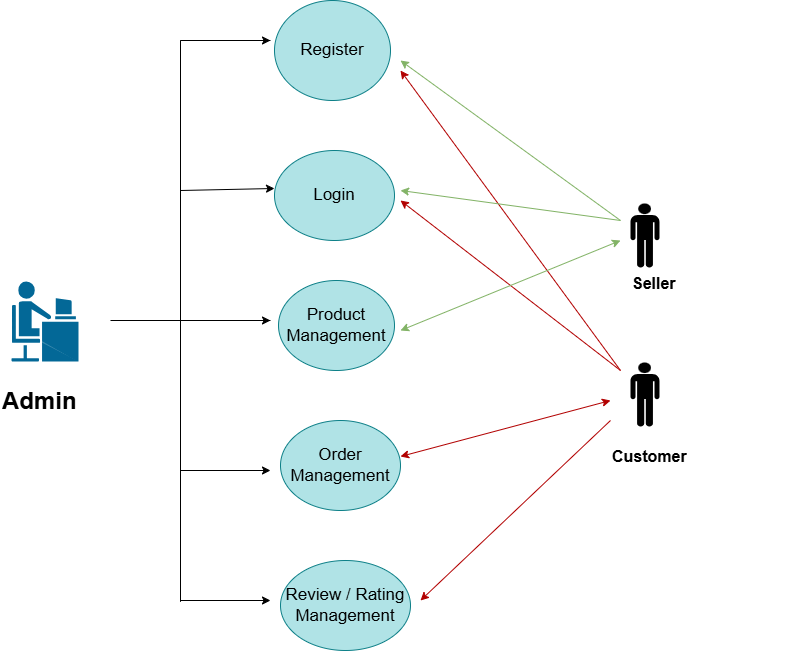 Register
Login
Product
Management
Seller
Admin
Order
Management
Customer
Review / Rating
Management